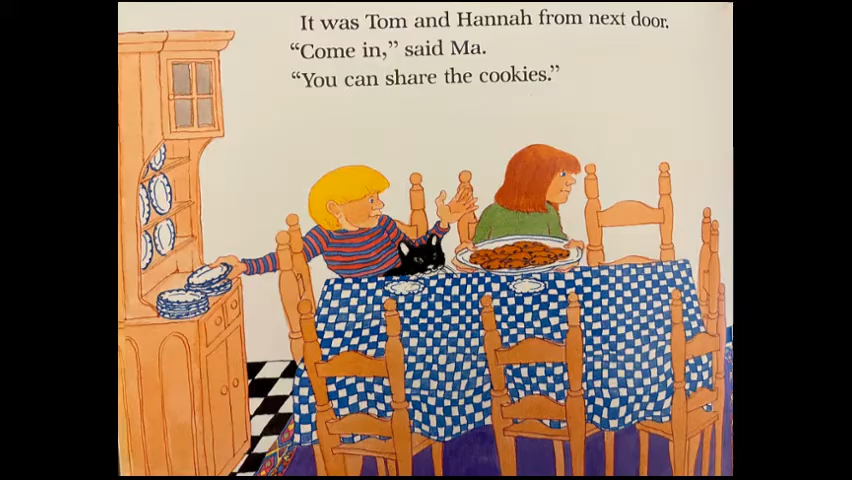 It was Tom and Hannah from next door.
“Come in,” said Ma.
“You can share the cookies.”